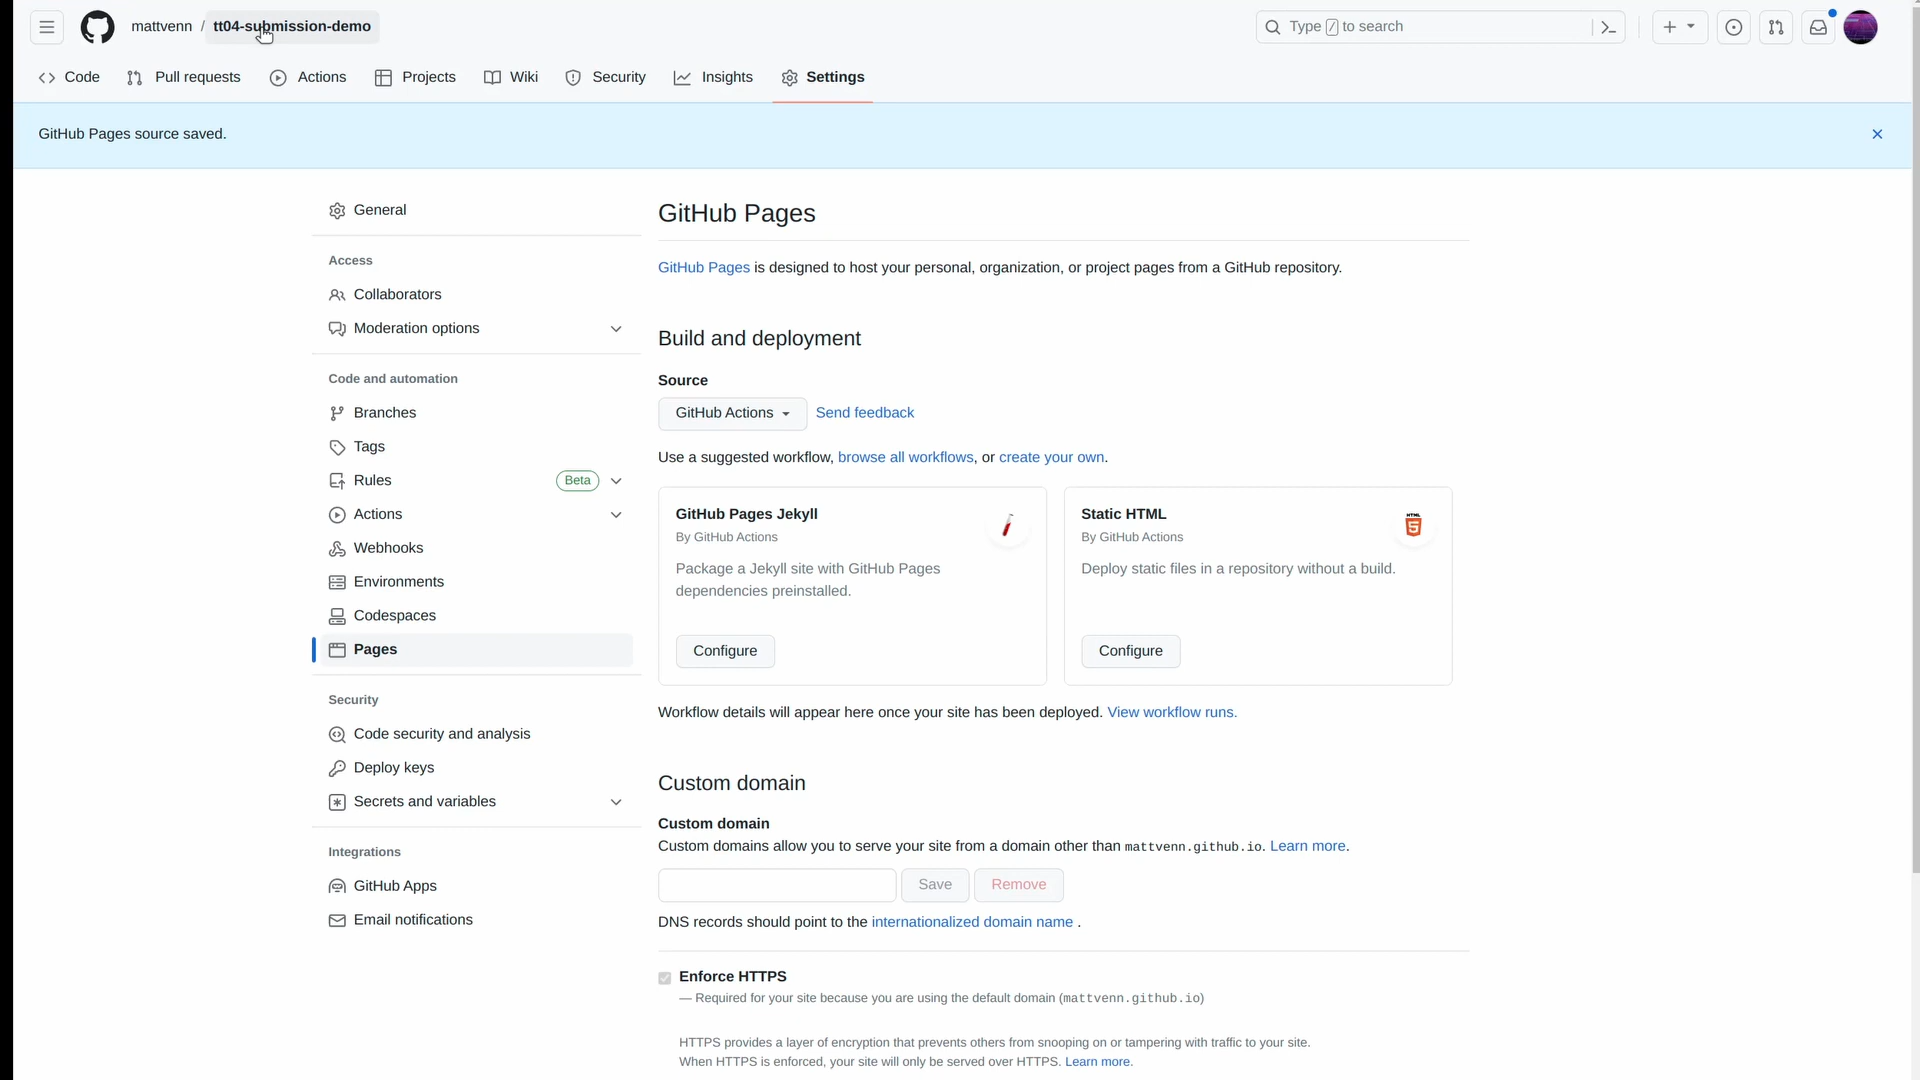 mattvenn / tt04-submission-demo
Type / to search
Code
Pull requests
Actions
Projects
Wiki
Security
Insights
Settings
GitHub Pages source saved.
General
Access
Collaborators
Moderation options
Code and automation
Branches
Tags
Rules
Beta
Actions
Webhooks
Environments
Codespaces
Pages
Security
Code security and analysis
Deploy keys
Secrets and variables
Integrations
GitHub Apps
Email notifications
GitHub Pages
GitHub Pages is designed to host your personal, organization, or project pages from a GitHub repository.
Build and deployment
Source
GitHub Actions
Send feedback
Use a suggested workflow, browse all workflows, or create your own.
GitHub Pages Jekyll
By GitHub Actions
Package a Jekyll site with GitHub Pages
dependencies preinstalled.
Configure
Static HTML
By GitHub Actions
HTML
5
Deploy static files in a repository without a build.
Configure
Workflow details will appear here once your site has been deployed. View workflow runs.
Custom domain
Custom domain
Custom domains allow you to serve your site from a domain other than mattvenn.github.io. Learn more.
Save
Remove
DNS records should point to the internationalized domain name .
Enforce HTTPS
— Required for your site because you are using the default domain (mattvenn.github.io)
HTTPS provides a layer of encryption that prevents others from snooping on or tampering with traffic to your site.
When HTTPS is enforced, your site will only be served over HTTPS. Learn more.